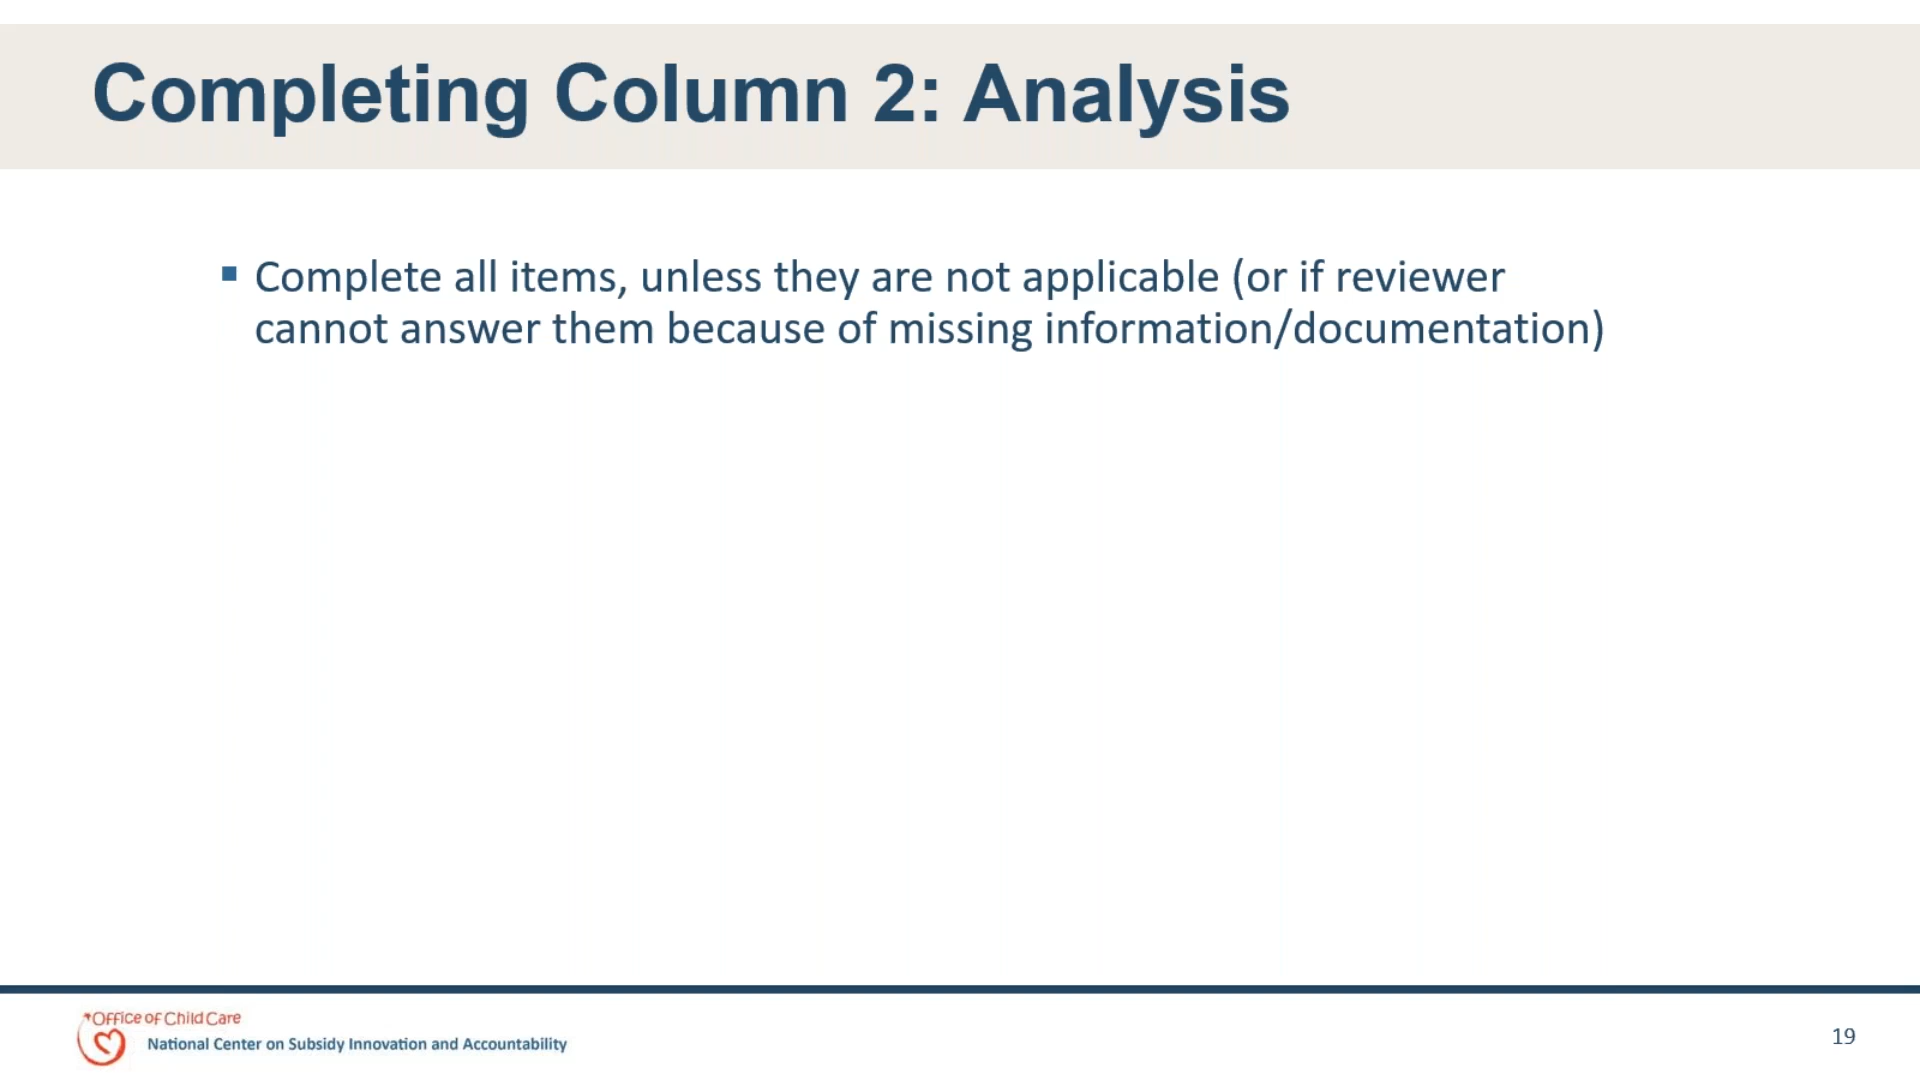 Completing Column 2: Analysis
▪ Complete all items, unless they are not applicable (or if reviewer
cannot answer them because of missing information/documentation)
Office of Child Care
National Center on Subsidy Innovation and Accountability
19